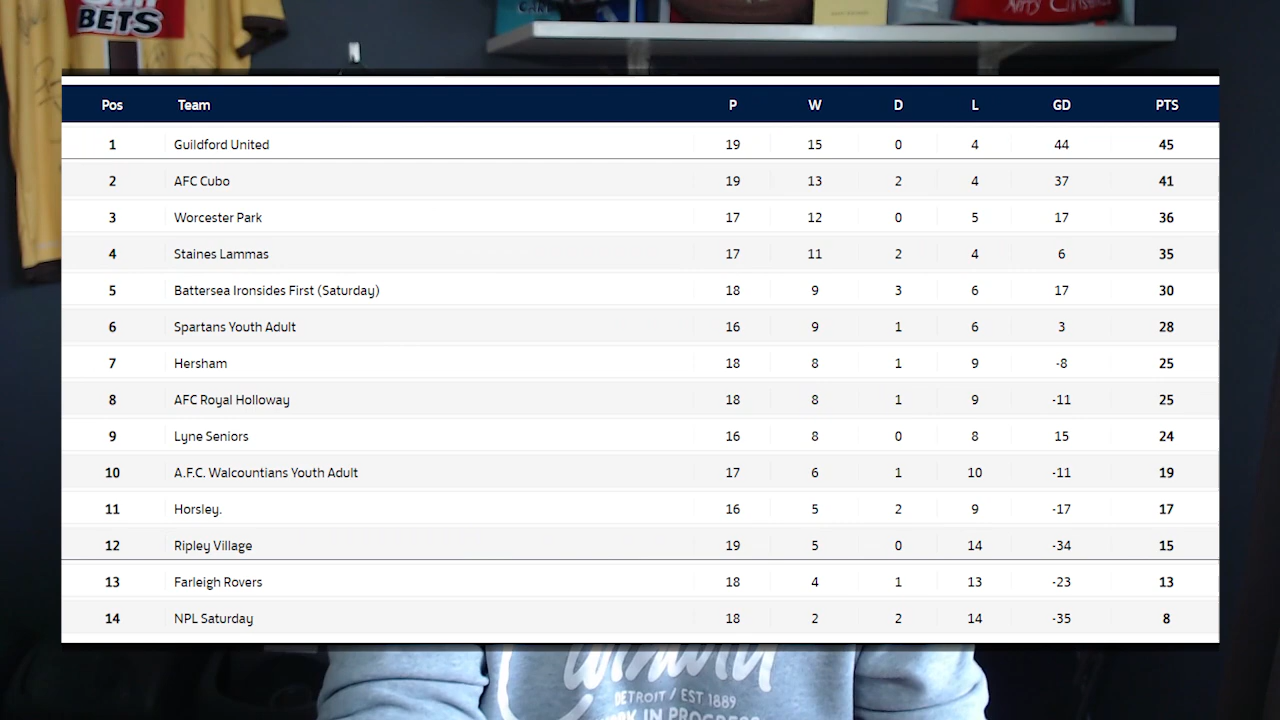 BETS
CARE
Merry Christmas
Pos Team P W D L GD PTS
1 Guildford United 19 15 0 4 44 45
2 AFC Cubo 19 13 2 4 37 41
3 Worcester Park 17 12 0 5 17 36
4 Staines Lammas 17 11 2 4 6 35
5 Battersea Ironsides First (Saturday) 18 9 3 6 17 30
6 Spartans Youth Adult 16 9 1 6 3 28
7 Hersham 18 8 1 9 -8 25
8 AFC Royal Holloway 18 8 1 9 -11 25
9 Lyne Seniors 16 8 0 8 15 24
10 A.F.C. Walcountians Youth Adult 17 6 1 10 -11 19
11 Horsley. 16 5 2 9 -17 17
12 Ripley Village 19 5 0 14 -34 15
13 Farleigh Rovers 18 4 1 13 -23 13
14 NPL Saturday 18 2 2 14 -35 8
DETROIT / EST 1889
WORK IN PROGRESS